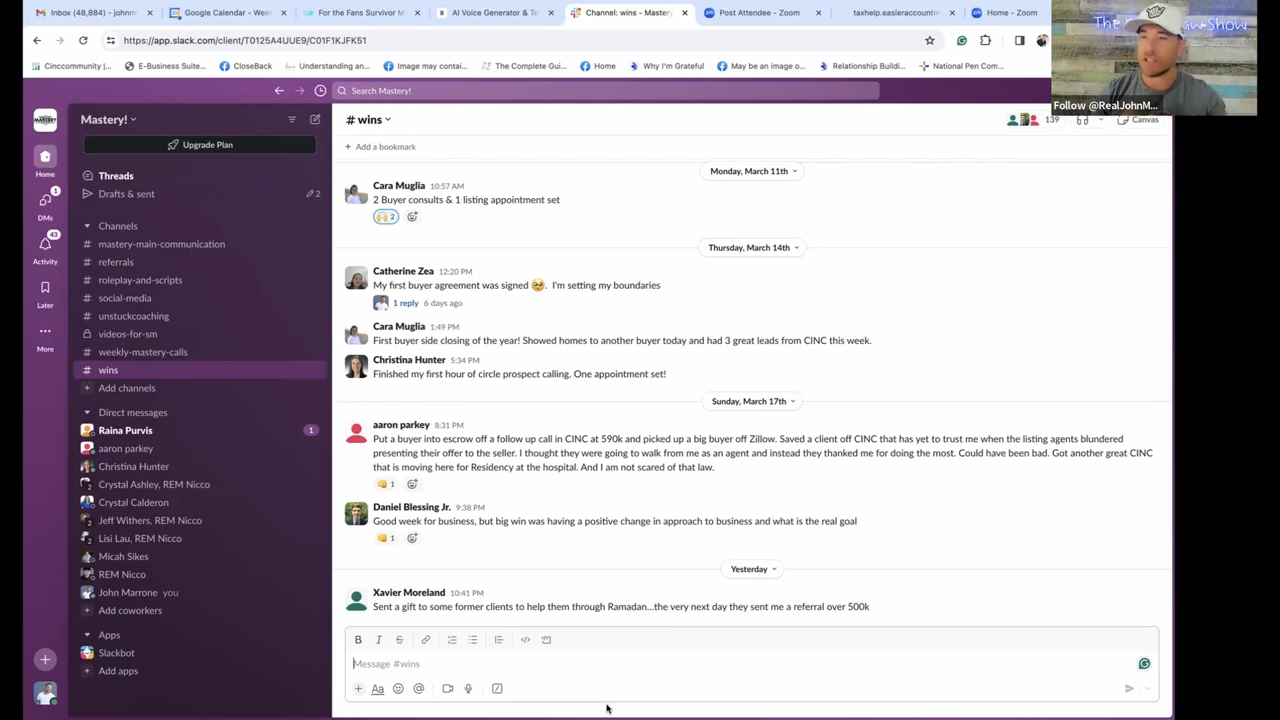 Inbox (48,884) - johnm
Google Calendar - Wee
For the Fans Survivor M
AI Voice Generator & Te
Channel: wins - Mastery
Post Attendee - Zoom
taxhelp.easieraccountin
Home - Zoom
https://app.slack.com/client/T0125A4UUE9/C01F1KJFK51
The
Show
Cinccommunity |...
E-Business Suite...
CloseBack
Understanding an...
Image may contai...
The Complete Gui...
Home
Why I'm Grateful
May be an image o...
Relationship Buildi...
National Pen Com...
Follow @RealJohnM...
Search Mastery!
MASTERY
Mastery!
# wins
139
Canvas
Upgrade Plan
Add a bookmark
Home
Threads
Drafts & sent
2
1
DMs
43
Activity
Later
More
Channels
# mastery-main-communication
# referrals
# roleplay-and-scripts
# social-media
# unstuckcoaching
videos-for-sm
# weekly-mastery-calls
# wins
Add channels
Direct messages
Raina Purvis
1
aaron parkey
Christina Hunter
2 Crystal Ashley, REM Nicco
Crystal Calderon
2 Jeff Withers, REM Nicco
2 Lisi Lau, REM Nicco
Micah Sikes
REM Nicco
John Marrone you
Add coworkers
Apps
Slackbot
Add apps
Monday, March 11th
Cara Muglia 10:57 AM
2 Buyer consults & 1 listing appointment set
🙌 2
Thursday, March 14th
Catherine Zea 12:20 PM
My first buyer agreement was signed 🥹. I'm setting my boundaries
1 reply 6 days ago
Cara Muglia 1:49 PM
First buyer side closing of the year! Showed homes to another buyer today and had 3 great leads from CINC this week.
Christina Hunter 5:34 PM
Finished my first hour of circle prospect calling. One appointment set!
Sunday, March 17th
aaron parkey 8:31 PM
Put a buyer into escrow off a follow up call in CINC at 590k and picked up a big buyer off Zillow. Saved a client off CINC that has yet to trust me when the listing agents blundered
presenting their offer to the seller. I thought they were going to walk from me as an agent and instead they thanked me for doing the most. Could have been bad. Got another great CINC
that is moving here for Residency at the hospital. And I am not scared of that law.
1
Daniel Blessing Jr. 9:38 PM
Good week for business, but big win was having a positive change in approach to business and what is the real goal
1
Yesterday
Xavier Moreland 10:41 PM
Sent a gift to some former clients to help them through Ramadan...the very next day they sent me a referral over 500k
B I S
Message #wins
Aa